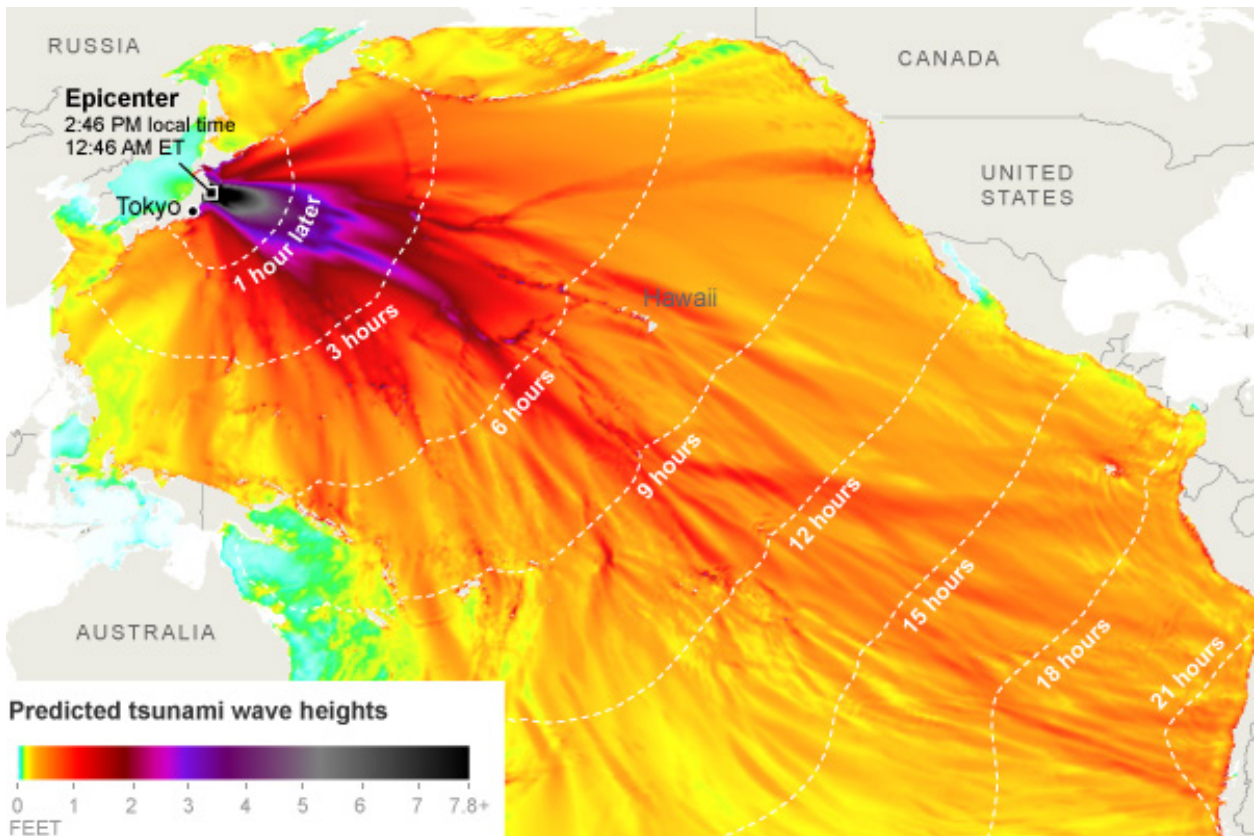 RUSSIA
CANADA
Epicenter
2:46 PM local time
12:46 AM ET
UNITED
STATES
Tokyo
1 hour later
Hawaii
3 hours
6 hours
9 hours
12 hours
15 hours
18 hours
21 hours
AUSTRALIA
Predicted tsunami wave heights
0 1 2 3 4 5 6 7 7.8+
FEET